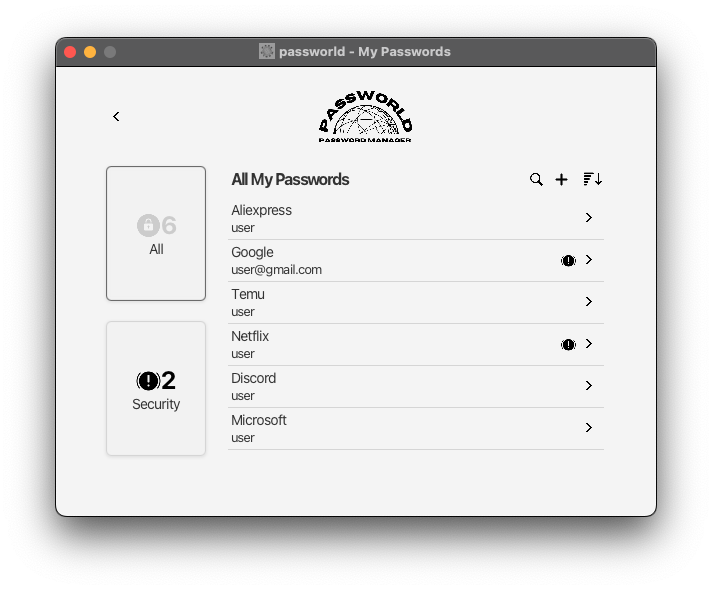 passworld - My Passwords
PASSWORLD
PASSWORD MANAGER
6
All
2
Security
All My Passwords
Aliexpress
user
Google
user@gmail.com
Temu
user
Netflix
user
Discord
user
Microsoft
user